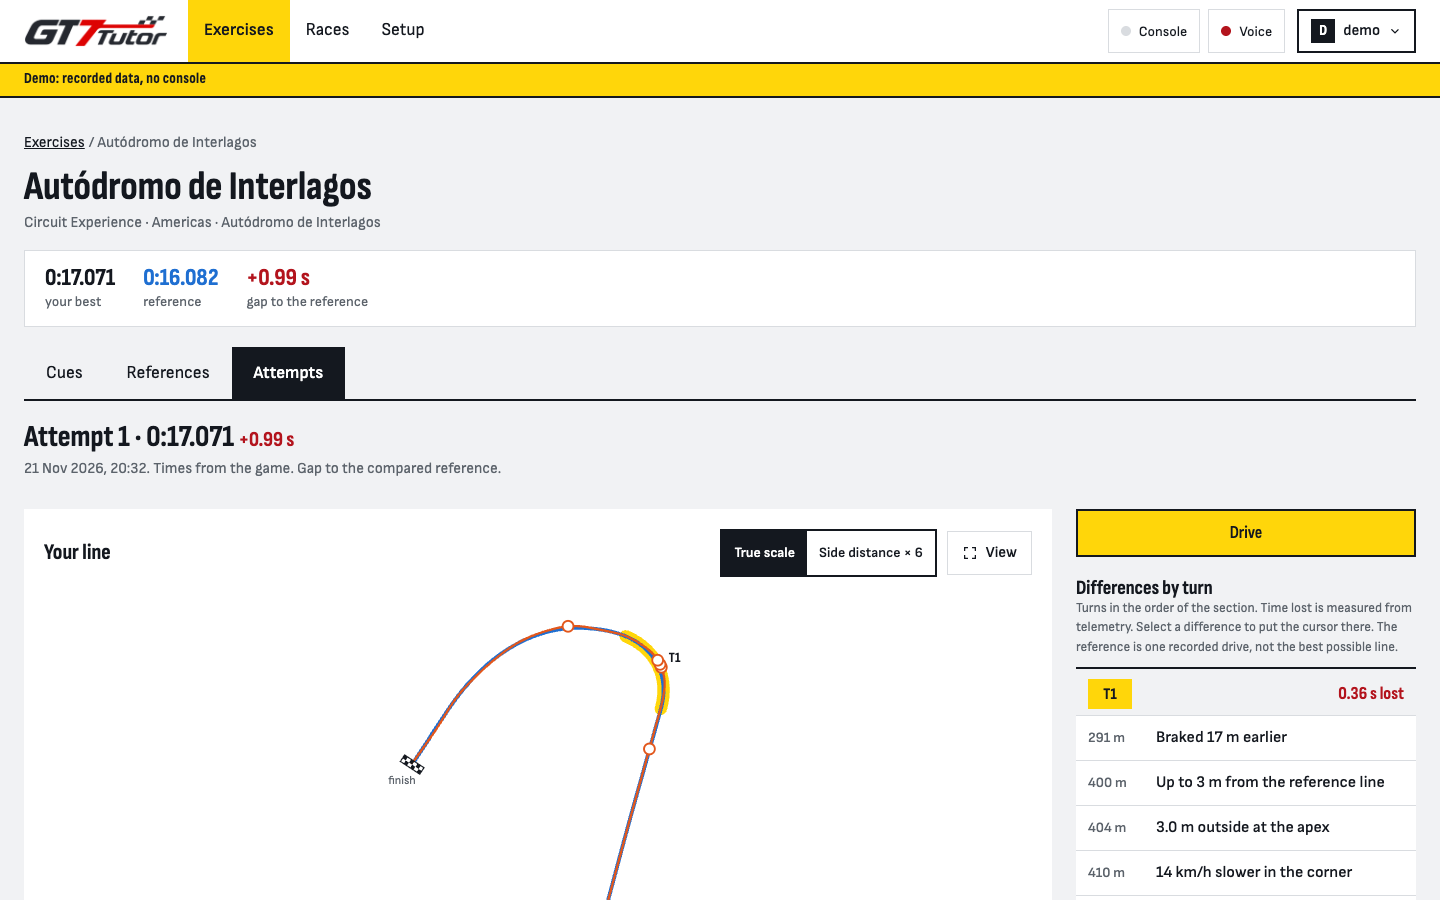 GT7 Tutor
Exercises
Races
Setup
Console
Voice
D
demo
Demo: recorded data, no console
Exercises / Autódromo de Interlagos
Autódromo de Interlagos
Circuit Experience · Americas · Autódromo de Interlagos
0:17.071
0:16.082
+0.99 s
your best
reference
gap to the reference
Cues
References
Attempts
Attempt 1 · 0:17.071 +0.99 s
21 Nov 2026, 20:32. Times from the game. Gap to the compared reference.
Your line
True scale
Side distance × 6
View
T1
finish
Drive
Differences by turn
Turns in the order of the section. Time lost is measured from
telemetry. Select a difference to put the cursor there. The
reference is one recorded drive, not the best possible line.
T1
0.36 s lost
291 m
Braked 17 m earlier
400 m
Up to 3 m from the reference line
404 m
3.0 m outside at the apex
410 m
14 km/h slower in the corner